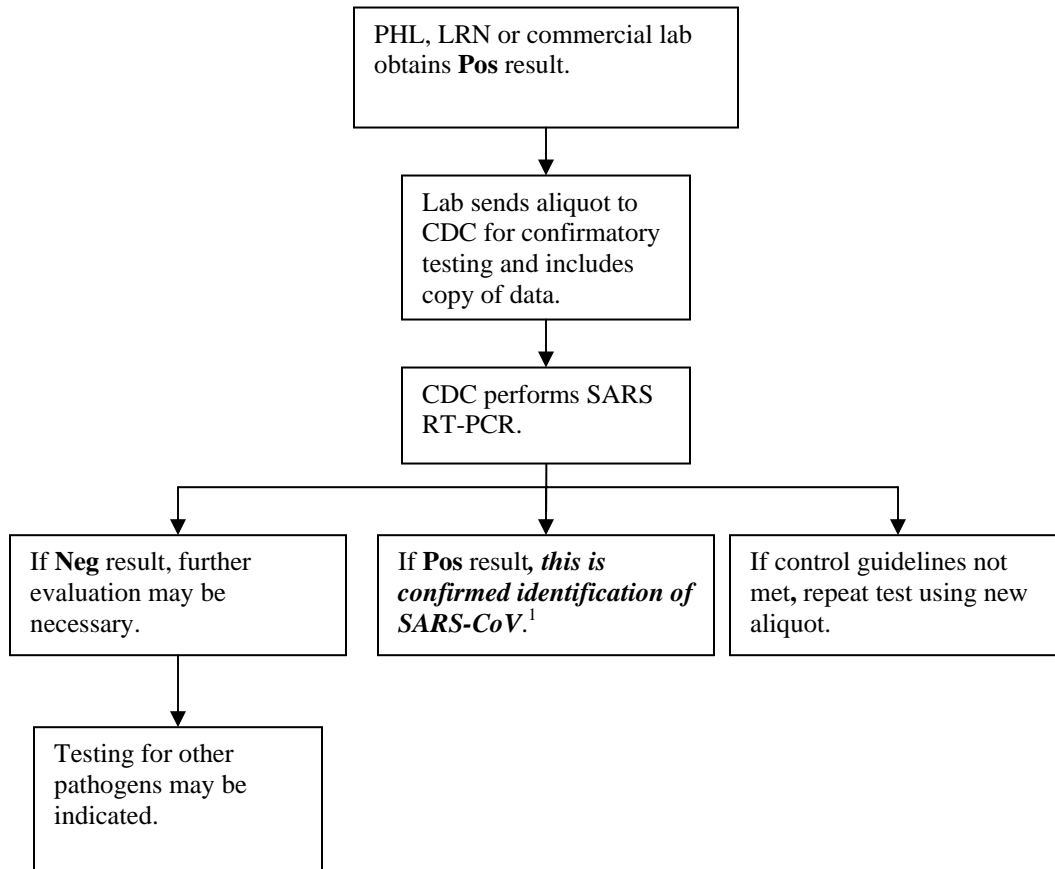 PHL, LRN or commercial lab
obtains Pos result.
Lab sends aliquot to
CDC for confirmatory
testing and includes
copy of data.
CDC performs SARS
RT-PCR.
If Neg result, further
evaluation may be
necessary.
If Pos result, this is
confirmed identification of
SARS-CoV.1
If control guidelines not
met, repeat test using new
aliquot.
Testing for other
pathogens may be
indicated.